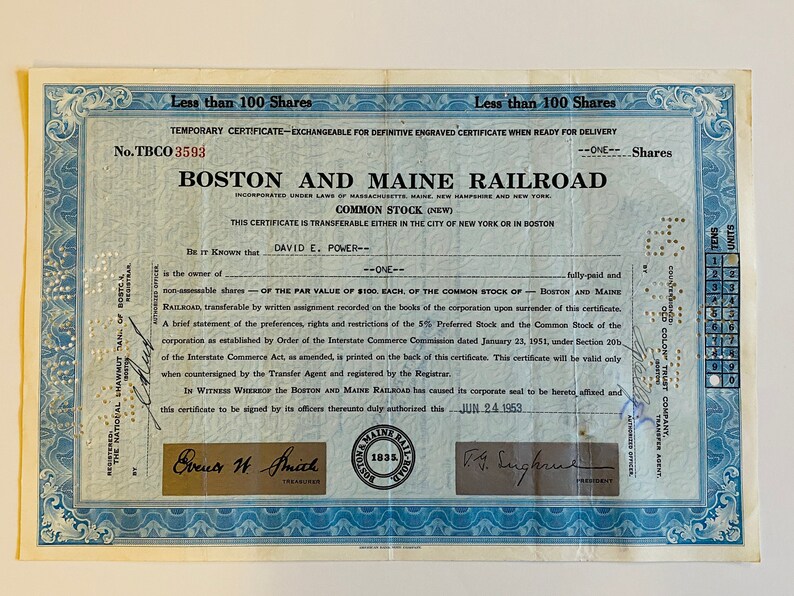 Less than 100 Shares Less than 100 Shares
TEMPORARY CERTIFICATE—EXCHANGEABLE FOR DEFINITIVE ENGRAVED CERTIFICATE WHEN READY FOR DELIVERY
No. TBCO 3593 --ONE-- Shares
BOSTON AND MAINE RAILROAD
INCORPORATED UNDER LAWS OF MASSACHUSETTS, MAINE, NEW HAMPSHIRE AND NEW YORK.
COMMON STOCK (NEW)
THIS CERTIFICATE IS TRANSFERABLE EITHER IN THE CITY OF NEW YORK OR IN BOSTON
BE IT KNOWN that DAVID E. POWER--
is the owner of --ONE-- fully-paid and
non-assessable shares — OF THE PAR VALUE OF $100. EACH, OF THE COMMON STOCK OF — BOSTON AND MAINE
RAILROAD, transferable by written assignment recorded on the books of the corporation upon surrender of this certificate.
A brief statement of the preferences, rights and restrictions of the 5% Preferred Stock and the Common Stock of the
corporation as established by Order of the Interstate Commerce Commission dated January 23, 1951, under Section 20b
of the Interstate Commerce Act, as amended, is printed on the back of this certificate. This certificate will be valid only
when countersigned by the Transfer Agent and registered by the Registrar.
IN WITNESS WHEREOF the BOSTON AND MAINE RAILROAD has caused its corporate seal to be hereto affixed and
this certificate to be signed by its officers thereunto duly authorized this JUN 24 1953
TREASURER
BOSTON & MAINE RAIL-ROAD.
1835.
PRESIDENT
REGISTERED:
THE NATIONAL SHAWMUT BANK OF BOSTON,
(BOSTON)
REGISTRAR.
BY
AUTHORIZED OFFICER.
COUNTERSIGNED:
OLD COLONY TRUST COMPANY,
(BOSTON)
TRANSFER AGENT.
BY
AUTHORIZED OFFICER.
TENS UNITS
1
2 2
3 3
4
5
6 6
7 7
8
9 9
0
AMERICAN BANK NOTE COMPANY.